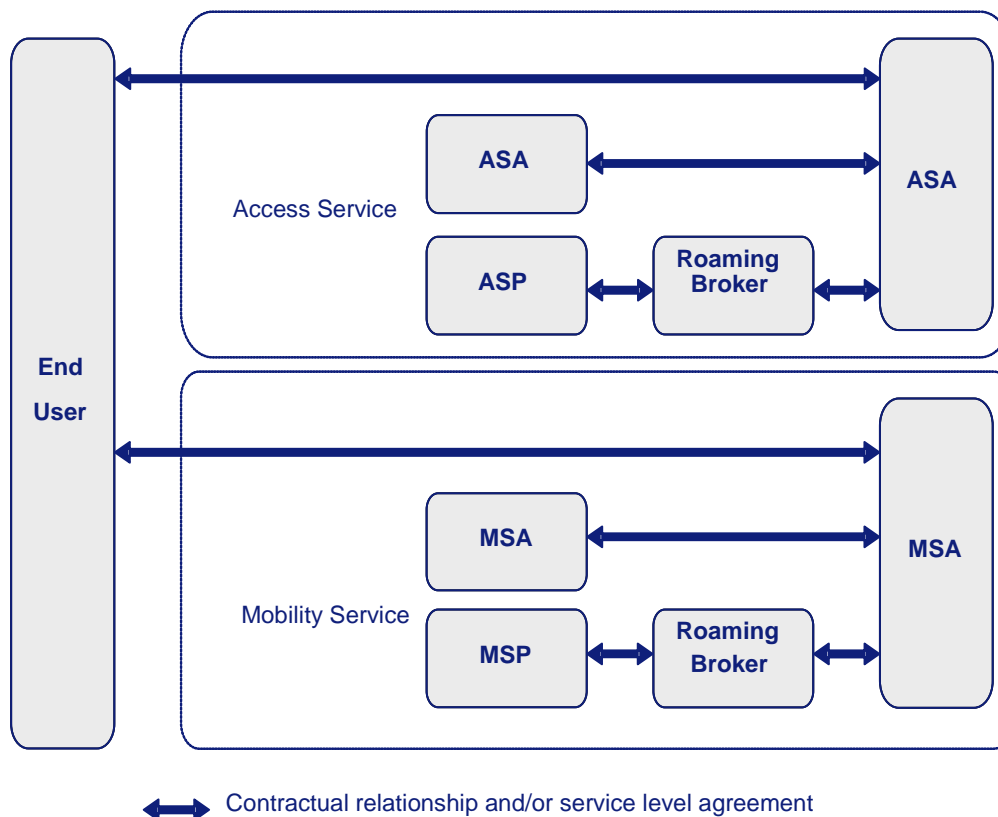 ASA
ASA
Access Service
ASP
Roaming
Broker
End
User
MSA
MSA
Mobility Service
MSP
Roaming
Broker
Contractual relationship and/or service level agreement